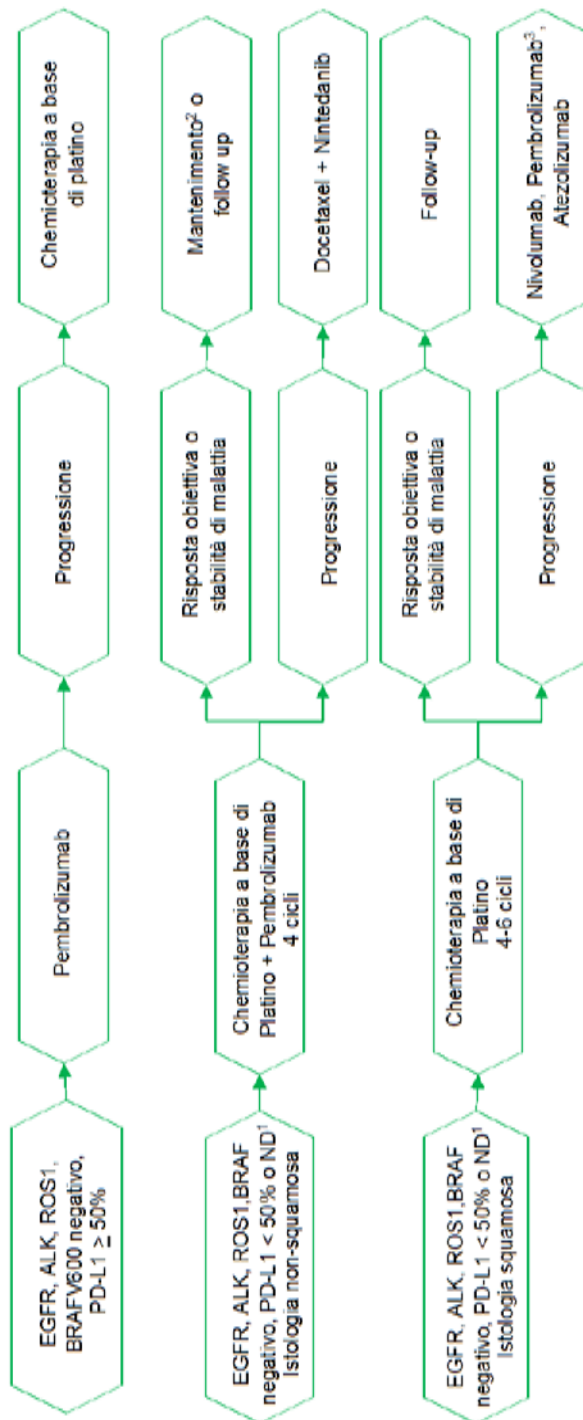 EGFR, ALK, ROS1,
BRAFV600 negativo,
PD-L1 ≥ 50%
Pembrolizumab
Progressione
Chemioterapia a base
di platino
EGFR, ALK, ROS1,BRAF
negativo, PD-L1 < 50% o ND¹
Istologia non-squamosa
Chemioterapia a base di
Platino + Pembrolizumab
4 cicli
Risposta obiettiva o
stabilità di malattia
Mantenimento² o
follow up
Progressione
Docetaxel + Nintedanib
EGFR, ALK, ROS1,BRAF
negativo, PD-L1 < 50% o ND¹
Istologia squamosa
Chemioterapia a base di
Platino
4-6 cicli
Risposta obiettiva o
stabilità di malattia
Follow-up
Progressione
Nivolumab, Pembrolizumab³,
Atezolizumab